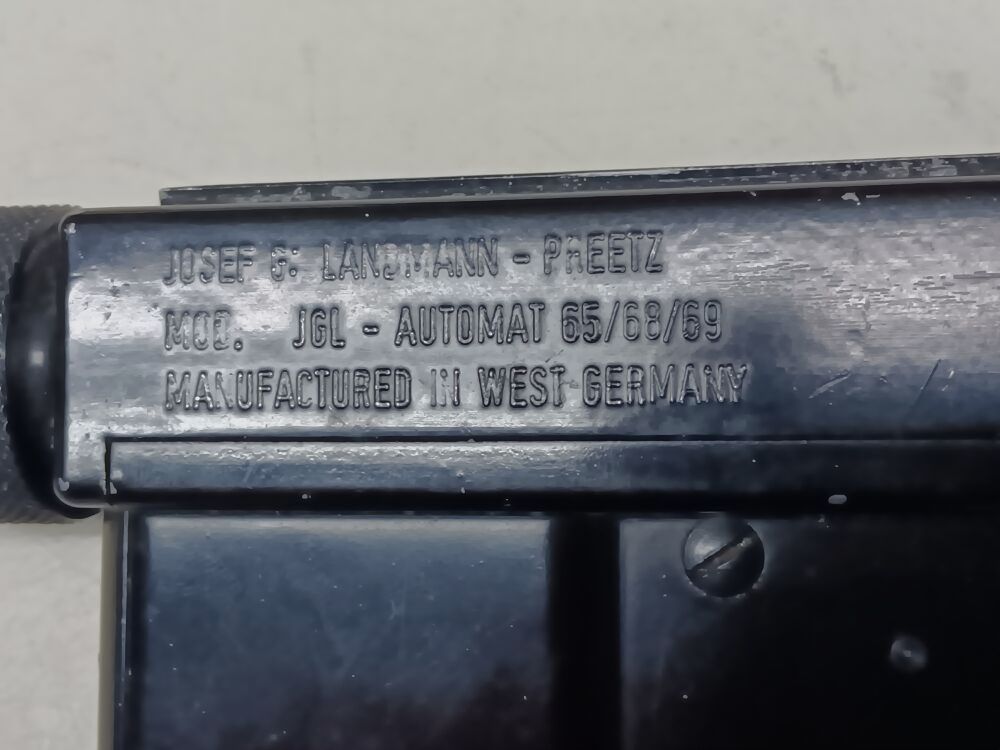 JOSEF G. LANDMANN - PREETZ
MOD. JGL - AUTOMAT 65/68/69
MANUFACTURED IN WEST-GERMANY